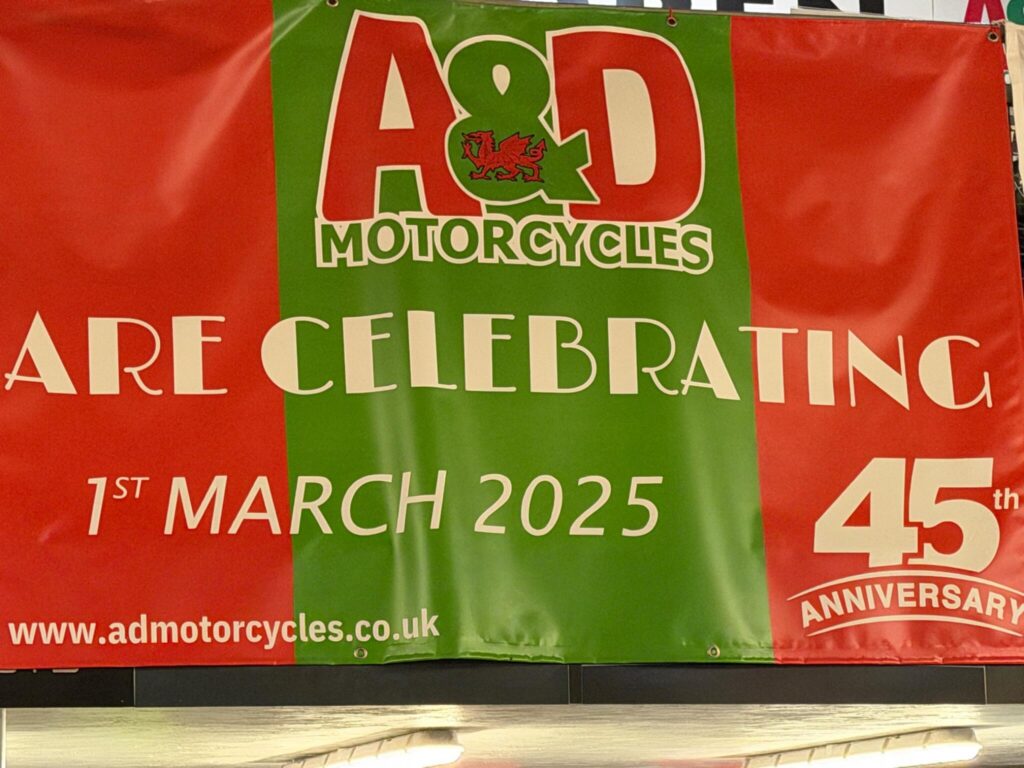 A&D
MOTORCYCLES
ARE CELEBRATING
1ST MARCH 2025
45th
ANNIVERSARY
www.admotorcycles.co.uk